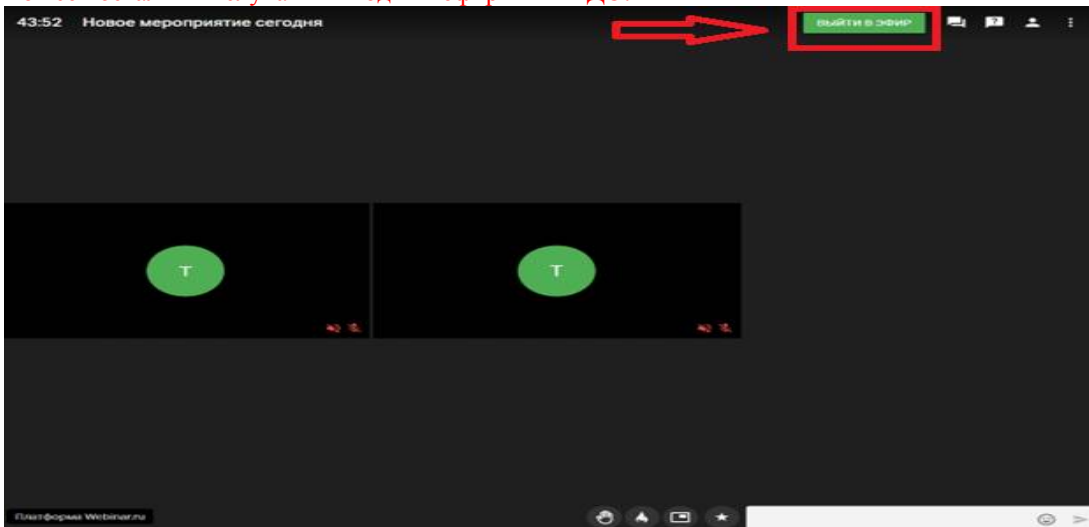 43:52 Новое мероприятие сегодня
ВЫЙТИ В ЭФИР
Т
Т
Платформа Webinar.ru